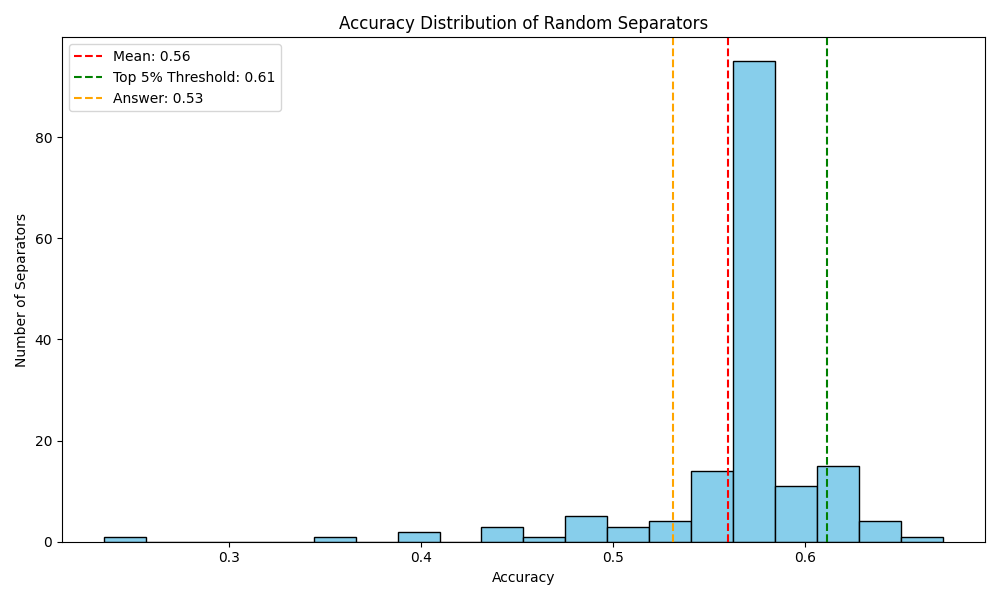 Accuracy Distribution of Random Separators
Mean: 0.56
Top 5% Threshold: 0.61
Answer: 0.53
Number of Separators
80
60
40
20
0
0.3 0.4 0.5 0.6
Accuracy